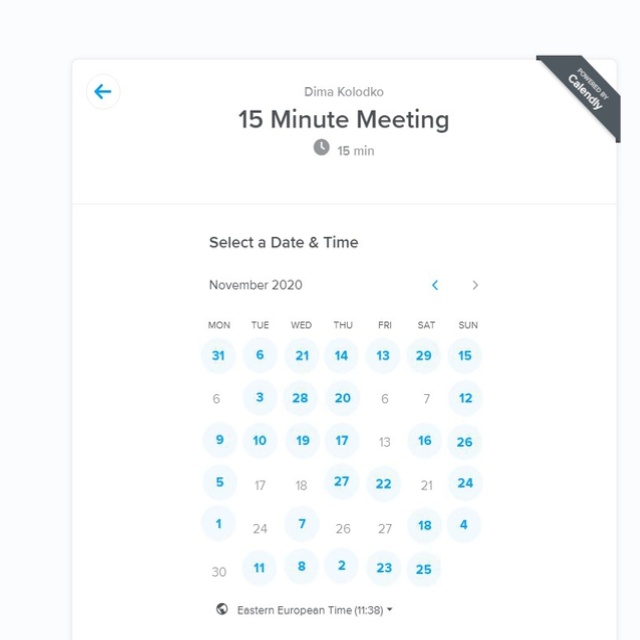 POWERED BY
Calendly
Dima Kolodko
15 Minute Meeting
15 min
Select a Date & Time
November 2020
MON TUE WED THU FRI SAT SUN
31 6 21 14 13 29 15
6 3 28 20 6 7 12
9 10 19 17 13 16 26
5 17 18 27 22 21 24
1 24 7 26 27 18 4
30 11 8 2 23 25
Eastern European Time (11:38)